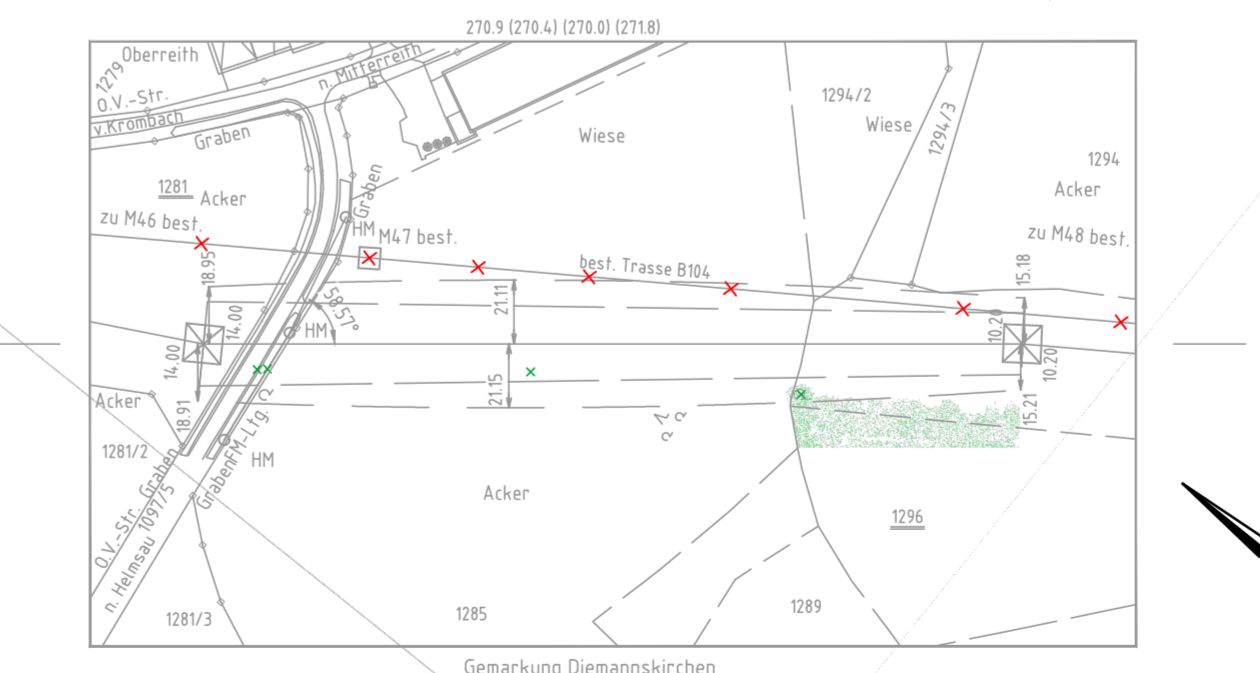 270.9 (270.4) (270.0) (271.8)
Oberreith
1279
n. Mitterreith
O.V.-Str.
v.Krombach
Graben
1294/2
Wiese
Wiese
1294/3
1294
Acker
1281
Acker
Graben
zu M46 best.
HM
M47 best.
zu M48 best.
best. Trasse B104
18.95
15.18
14.00
58.57°
21.11
HM
14.00
10.20
21.15
Acker
18.91
15.21
1281/2
Graben
FM-Ltg.
HM
Graben
Acker
1296
O.V.-Str.
n. Helmsau 1097/5
1281/3
1285
1289
Gemarkung Diemannskirchen